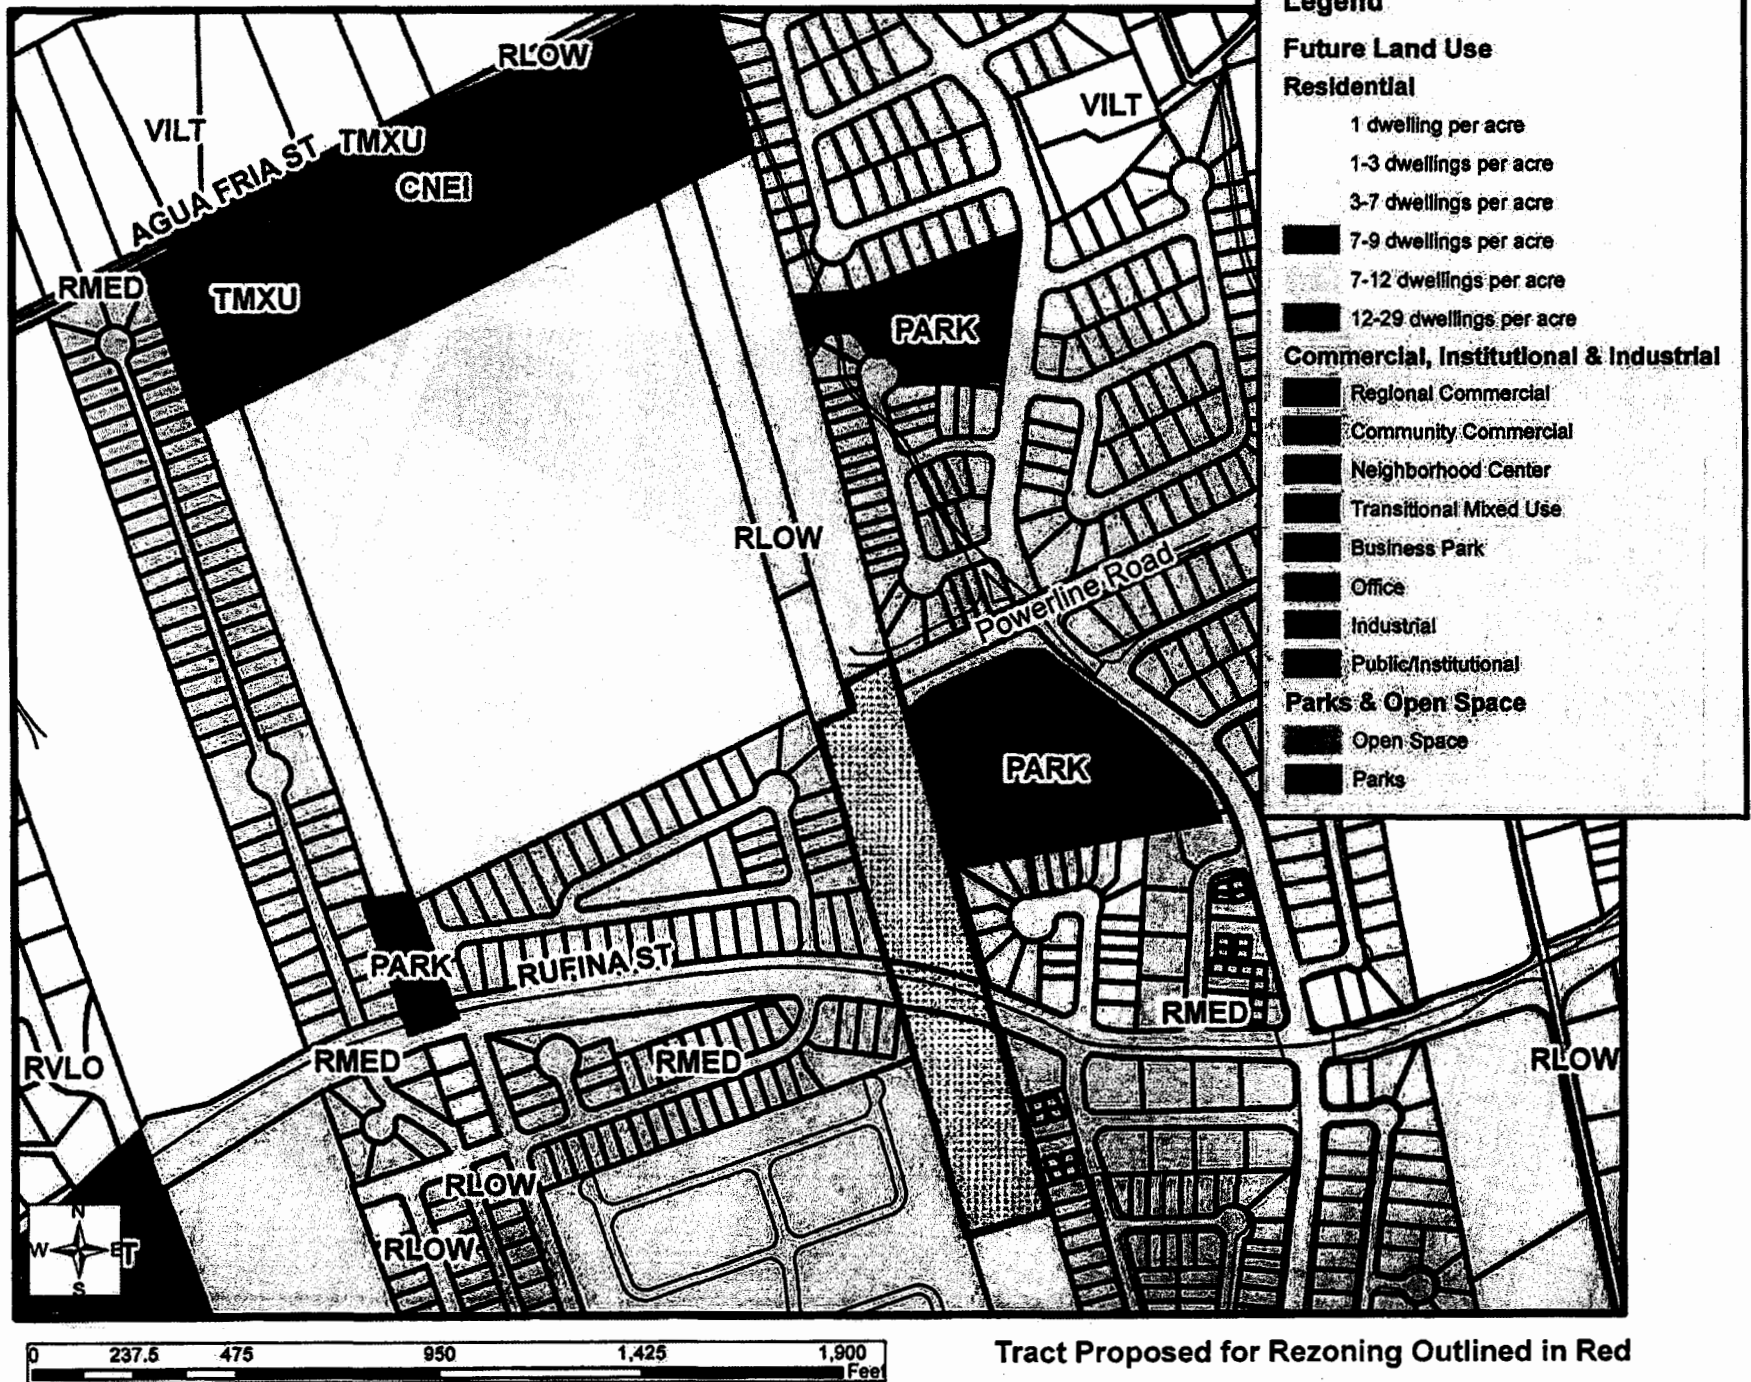 Legend
Future Land Use
Residential
1 dwelling per acre
1-3 dwellings per acre
3-7 dwellings per acre
7-9 dwellings per acre
7-12 dwellings per acre
12-29 dwellings per acre
Commercial, Institutional & Industrial
Regional Commercial
Community Commercial
Neighborhood Center
Transitional Mixed Use
Business Park
Office
Industrial
Public/Institutional
Parks & Open Space
Open Space
Parks
RLOW
VILT
VILT
AGUA FRIA ST
TMXU
CNEI
RMED
TMXU
PARK
RLOW
Powerline Road
PARK
PARK
RUFINA ST
RMED
RVLO
RMED
RMED
RLOW
RLOW
RLOW
N
W
E
T
S
0 237.5 475 950 1,425 1,900
Feet
Tract Proposed for Rezoning Outlined in Red